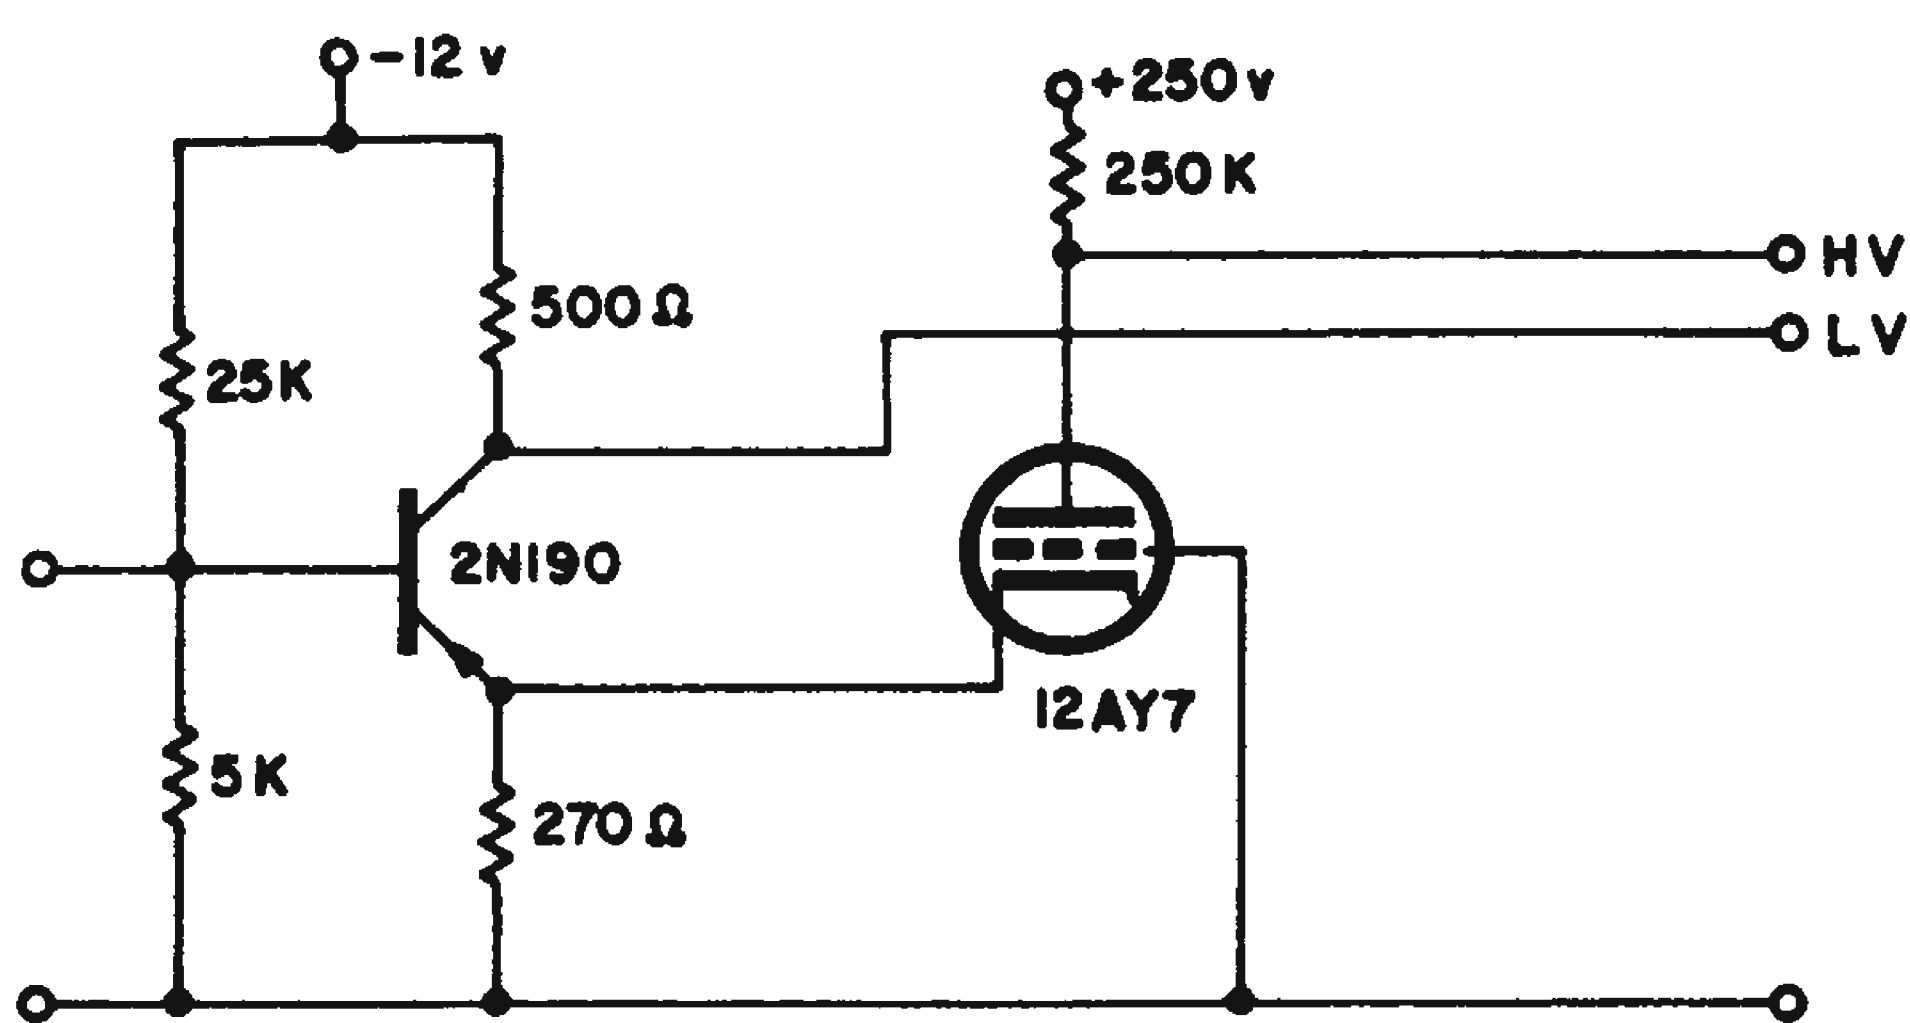 -12 v
+250 v
250 K
HV
500 Ω
LV
25K
2N190
12AY7
5K
270 Ω